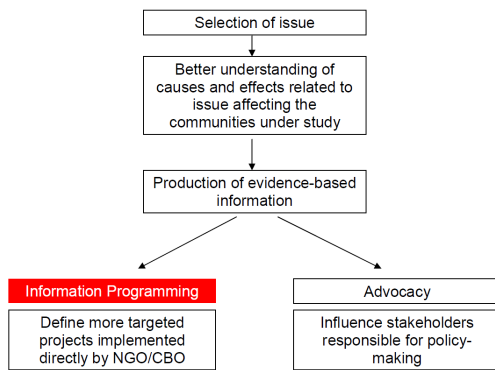 Selection of issue
Better understanding of
causes and effects related to
issue affecting the
communities under study
Production of evidence-based
information
Information Programming
Define more targeted
projects implemented
directly by NGO/CBO
Advocacy
Influence stakeholders
responsible for policy-
making